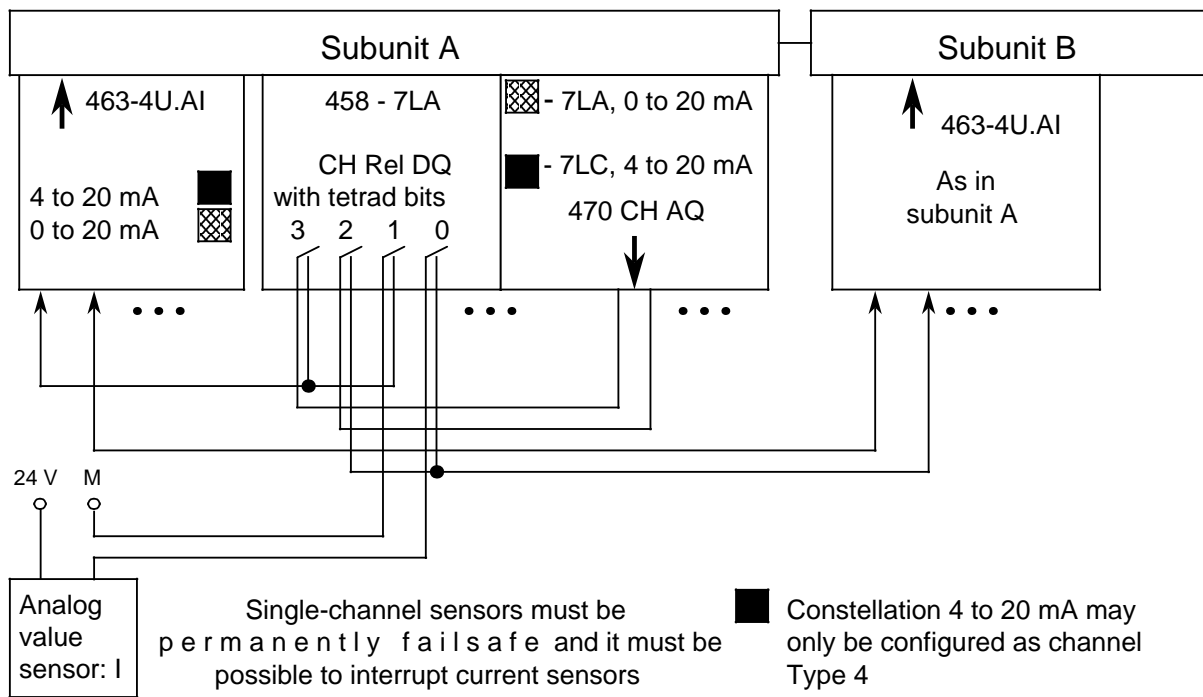 Subunit A
Subunit B
463-4U.AI
4 to 20 mA
0 to 20 mA
458 - 7LA
CH Rel DQ
with tetrad bits
3 2 1 0
- 7LA, 0 to 20 mA
- 7LC, 4 to 20 mA
470 CH AQ
463-4U.AI
As in
subunit A
24 V M
Analog
value
sensor: I
Single-channel sensors must be
p e r m a n e n t l y f a i l s a f e and it must be
possible to interrupt current sensors
Constellation 4 to 20 mA may
only be configured as channel
Type 4